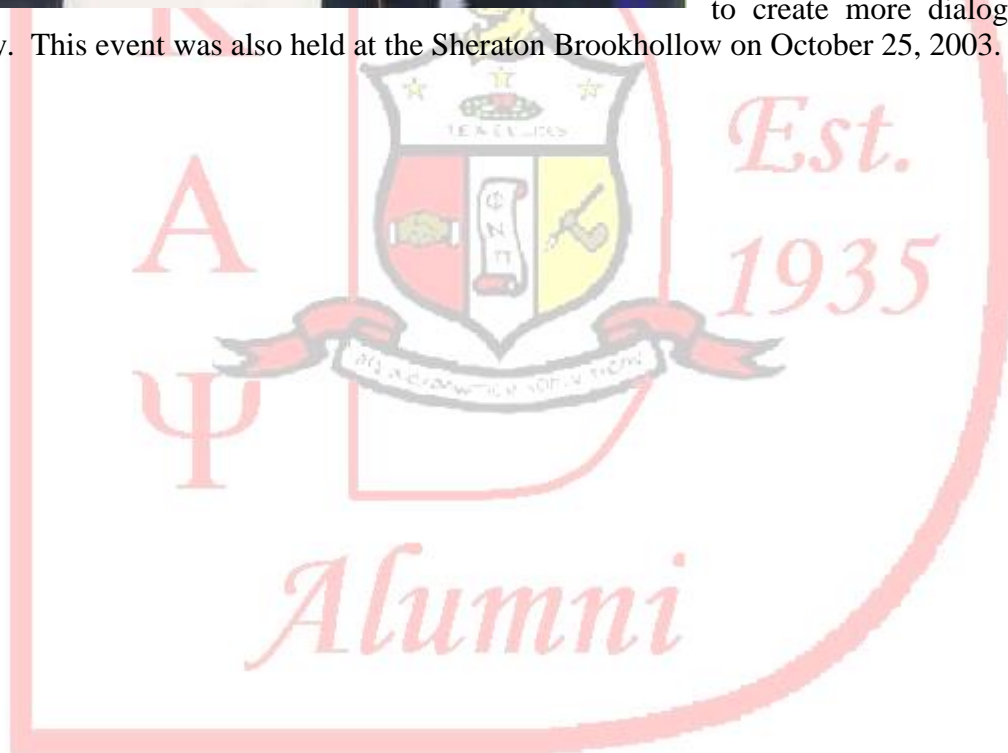 to create more dialog
y. This event was also held at the Sheraton Brookhollow on October 25, 2003.
Est.
Α
1935
Φ
Ν
Π
Ψ
Alumni